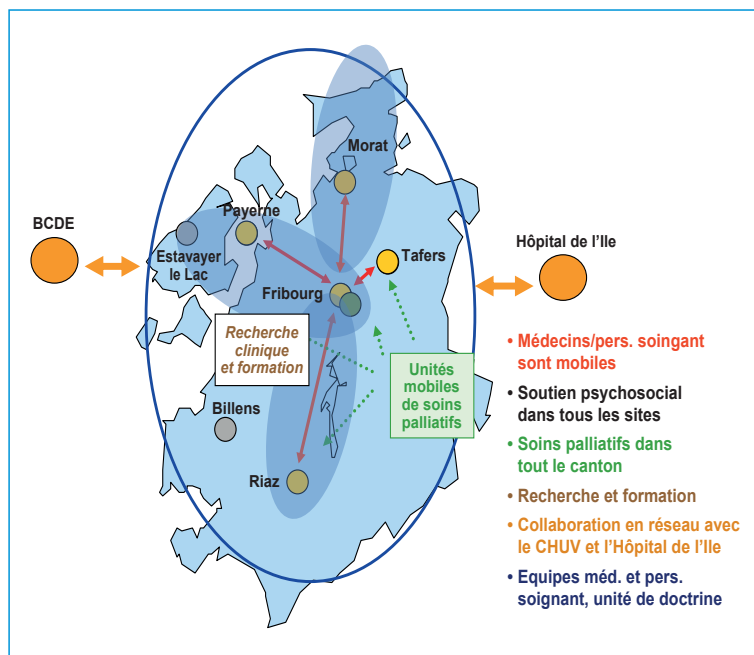 Morat
Payerne
BCDE
Estavayer
le Lac
Tafers
Hôpital de l'Ile
Fribourg
Recherche
clinique
et formation
Unités
mobiles
de soins
palliatifs
Billens
Riaz
• Médecins/pers. soingant
sont mobiles
• Soutien psychosocial
dans tous les sites
• Soins palliatifs dans
tout le canton
• Recherche et formation
• Collaboration en réseau avec
le CHUV et l'Hôpital de l'Ile
• Equipes méd. et pers.
soignant, unité de doctrine